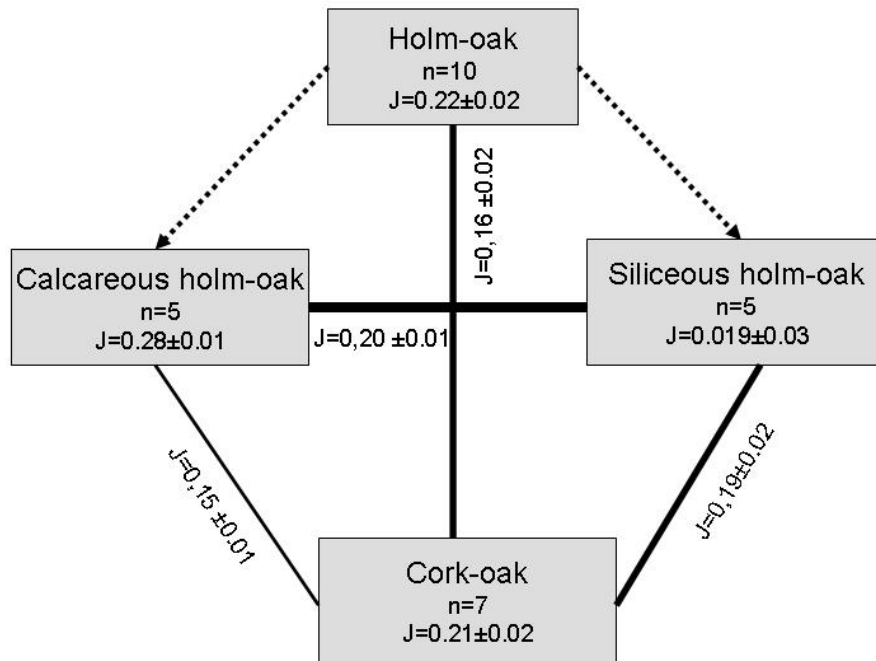 Holm-oak
n=10
J=0.22±0.02
J=0,16 ±0.02
Calcareous holm-oak
n=5
J=0.28±0.01
Siliceous holm-oak
n=5
J=0.019±0.03
J=0,20 ±0.01
J=0,15 ±0.01
J=0,19±0.02
Cork-oak
n=7
J=0.21±0.02